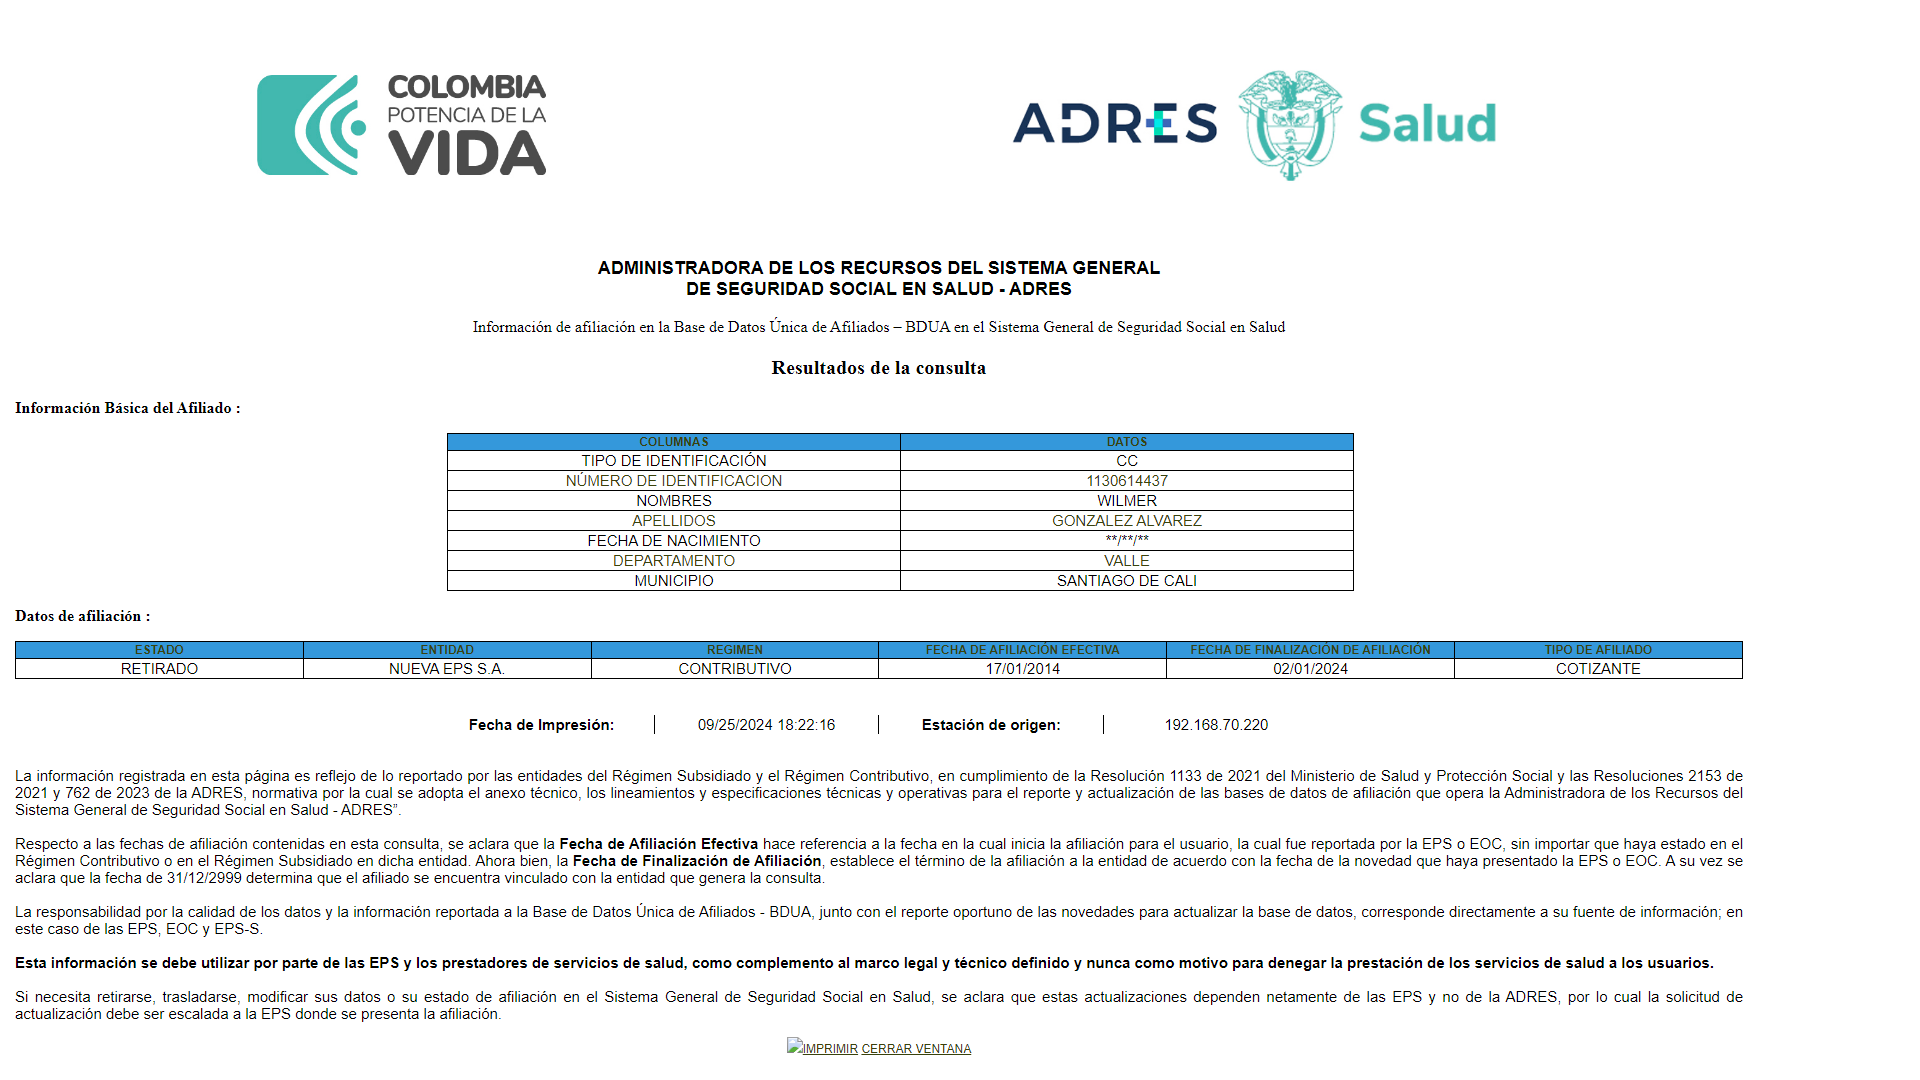 COLOMBIA
POTENCIA DE LA
VIDA
ADRES Salud
ADMINISTRADORA DE LOS RECURSOS DEL SISTEMA GENERAL
DE SEGURIDAD SOCIAL EN SALUD - ADRES
Información de afiliación en la Base de Datos Única de Afiliados – BDUA en el Sistema General de Seguridad Social en Salud
Resultados de la consulta
Información Básica del Afiliado :
COLUMNAS DATOS
TIPO DE IDENTIFICACIÓN CC
NÚMERO DE IDENTIFICACION 1130614437
NOMBRES WILMER
APELLIDOS GONZALEZ ALVAREZ
FECHA DE NACIMIENTO **/**/**
DEPARTAMENTO VALLE
MUNICIPIO SANTIAGO DE CALI
Datos de afiliación :
ESTADO ENTIDAD REGIMEN FECHA DE AFILIACIÓN EFECTIVA FECHA DE FINALIZACIÓN DE AFILIACIÓN TIPO DE AFILIADO
RETIRADO NUEVA EPS S.A. CONTRIBUTIVO 17/01/2014 02/01/2024 COTIZANTE
Fecha de Impresión: 09/25/2024 18:22:16 Estación de origen: 192.168.70.220
La información registrada en esta página es reflejo de lo reportado por las entidades del Régimen Subsidiado y el Régimen Contributivo, en cumplimiento de la Resolución 1133 de 2021 del Ministerio de Salud y Protección Social y las Resoluciones 2153 de
2021 y 762 de 2023 de la ADRES, normativa por la cual se adopta el anexo técnico, los lineamientos y especificaciones técnicas y operativas para el reporte y actualización de las bases de datos de afiliación que opera la Administradora de los Recursos del
Sistema General de Seguridad Social en Salud - ADRES”.
Respecto a las fechas de afiliación contenidas en esta consulta, se aclara que la Fecha de Afiliación Efectiva hace referencia a la fecha en la cual inicia la afiliación para el usuario, la cual fue reportada por la EPS o EOC, sin importar que haya estado en el
Régimen Contributivo o en el Régimen Subsidiado en dicha entidad. Ahora bien, la Fecha de Finalización de Afiliación, establece el término de la afiliación a la entidad de acuerdo con la fecha de la novedad que haya presentado la EPS o EOC. A su vez se
aclara que la fecha de 31/12/2999 determina que el afiliado se encuentra vinculado con la entidad que genera la consulta.
La responsabilidad por la calidad de los datos y la información reportada a la Base de Datos Única de Afiliados - BDUA, junto con el reporte oportuno de las novedades para actualizar la base de datos, corresponde directamente a su fuente de información; en
este caso de las EPS, EOC y EPS-S.
Esta información se debe utilizar por parte de las EPS y los prestadores de servicios de salud, como complemento al marco legal y técnico definido y nunca como motivo para denegar la prestación de los servicios de salud a los usuarios.
Si necesita retirarse, trasladarse, modificar sus datos o su estado de afiliación en el Sistema General de Seguridad Social en Salud, se aclara que estas actualizaciones dependen netamente de las EPS y no de la ADRES, por lo cual la solicitud de
actualización debe ser escalada a la EPS donde se presenta la afiliación.
IMPRIMIR CERRAR VENTANA